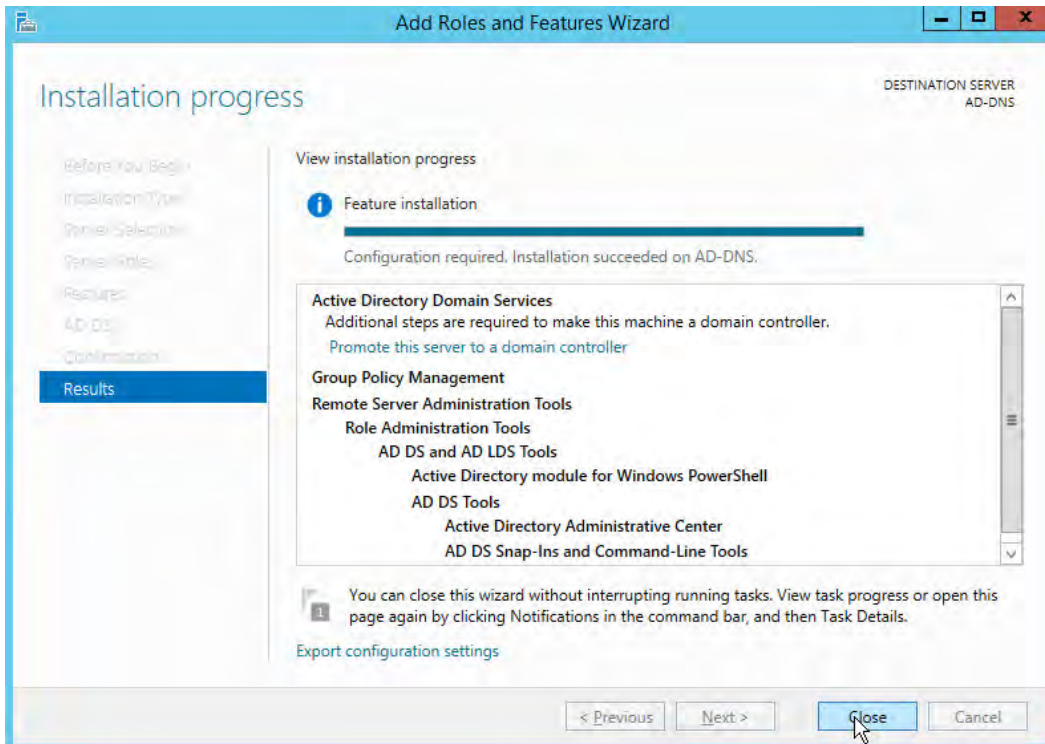 Add Roles and Features Wizard
Installation progress
DESTINATION SERVER
AD-DNS
Before You Begin
Installation Type
Server Selection
Server Roles
Features
AD DS
Confirmation
Results
View installation progress
Feature installation
Configuration required. Installation succeeded on AD-DNS.
Active Directory Domain Services
Additional steps are required to make this machine a domain controller.
Promote this server to a domain controller
Group Policy Management
Remote Server Administration Tools
Role Administration Tools
AD DS and AD LDS Tools
Active Directory module for Windows PowerShell
AD DS Tools
Active Directory Administrative Center
AD DS Snap-Ins and Command-Line Tools
1
You can close this wizard without interrupting running tasks. View task progress or open this
page again by clicking Notifications in the command bar, and then Task Details.
Export configuration settings
< Previous
Next >
Close
Cancel